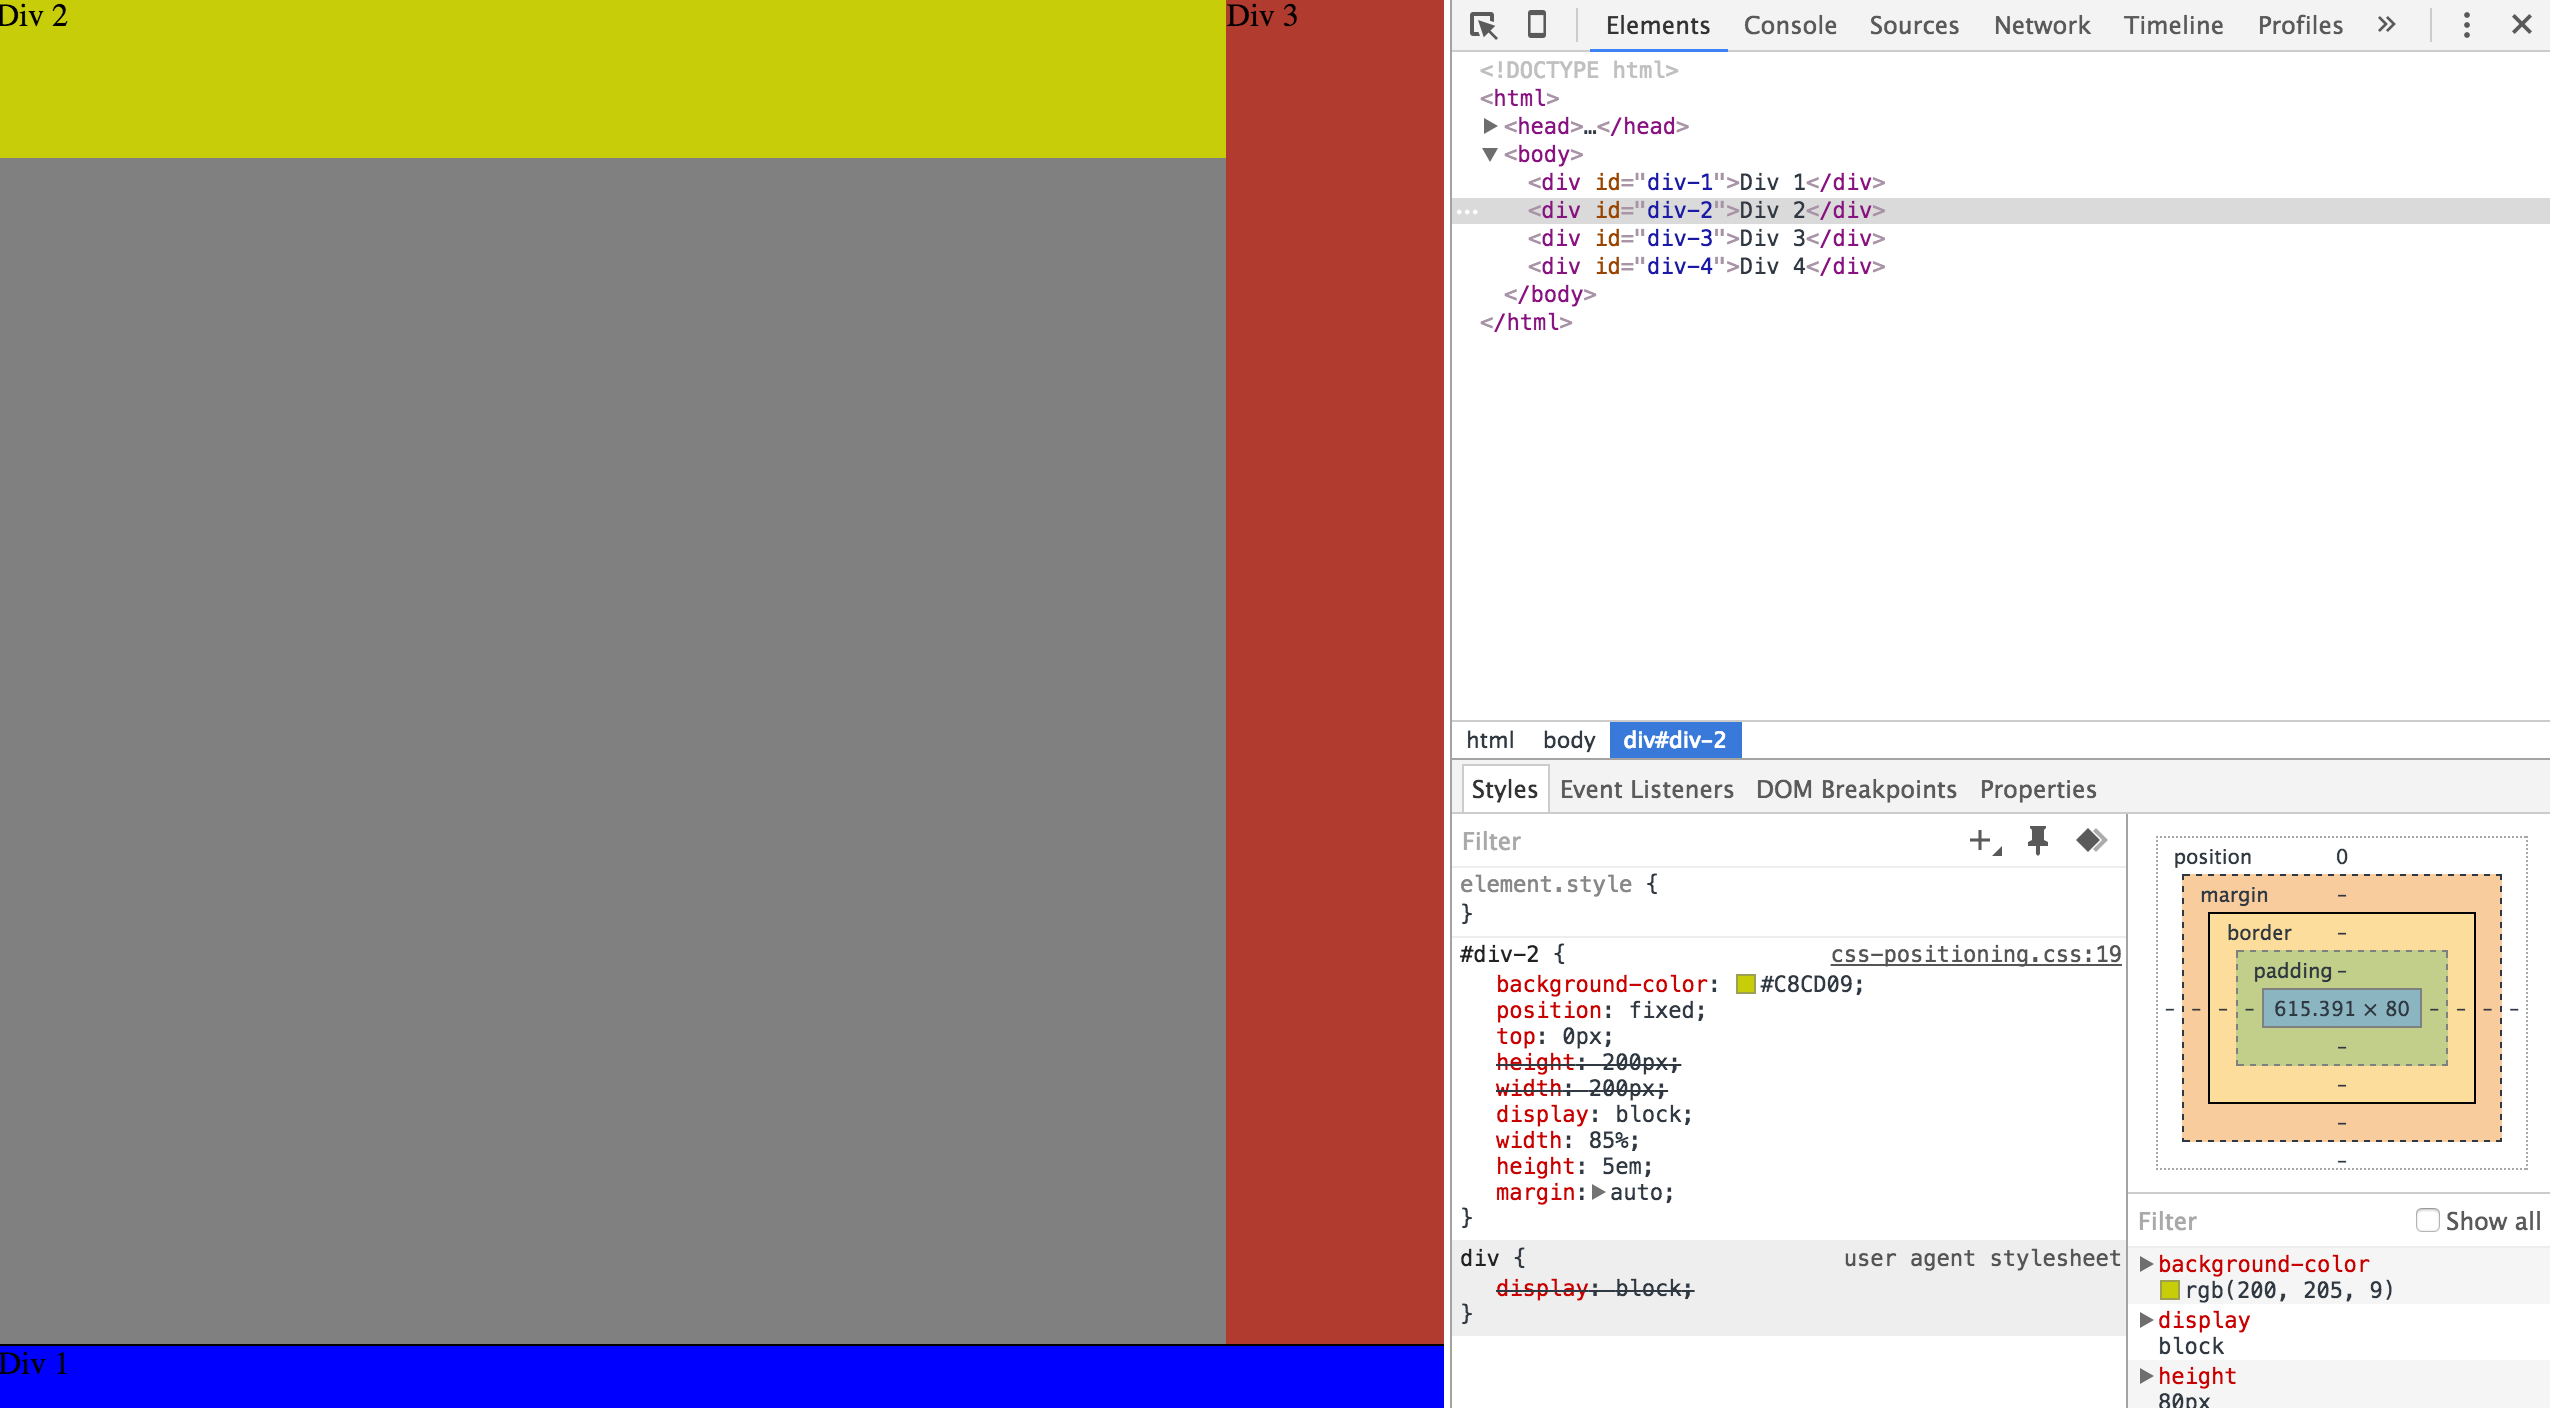 Div 2
Div 3
Div 1
Elements Console Sources Network Timeline Profiles »
<!DOCTYPE html>
<html>
<head>…</head>
<body>
<div id="div-1">Div 1</div>
<div id="div-2">Div 2</div>
<div id="div-3">Div 3</div>
<div id="div-4">Div 4</div>
</body>
</html>
html body div#div-2
Styles Event Listeners DOM Breakpoints Properties
Filter
element.style {
}
#div-2 { css-positioning.css:19
background-color: #C8CD09;
position: fixed;
top: 0px;
height: 200px;
width: 200px;
display: block;
width: 85%;
height: 5em;
margin: auto;
}
div { user agent stylesheet
display: block;
}
position 0
margin -
border -
padding -
- - - - 615.391 × 80 - - - -
-
-
-
-
Filter Show all
background-color
rgb(200, 205, 9)
display
block
height
80px